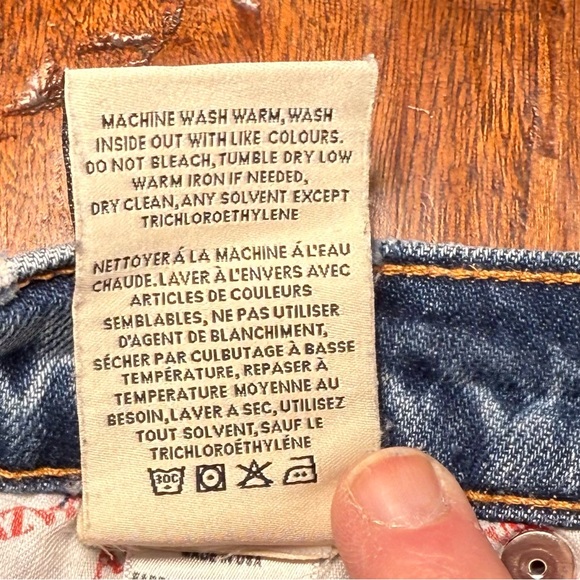 MACHINE WASH WARM, WASH
INSIDE OUT WITH LIKE COLOURS.
DO NOT BLEACH, TUMBLE DRY LOW
WARM IRON IF NEEDED,
DRY CLEAN, ANY SOLVENT EXCEPT
TRICHLOROETHYLENE
NETTOYER Á LA MACHINE Á L'EAU
CHAUDE. LAVER À L'ENVERS AVEC
ARTICLES DE COULEURS
SEMBLABLES, NE PAS UTILISER
D'AGENT DE BLANCHIMENT,
SÉCHER PAR CULBUTAGE À BASSE
TEMPÉRATURE, REPASER À
TEMPERATURE MOYENNE AU
BESOIN, LAVER A SEC, UTILISEZ
TOUT SOLVENT, SAUF LE
TRICHLOROÉTHYLÉNE
30C
MADE IN USA